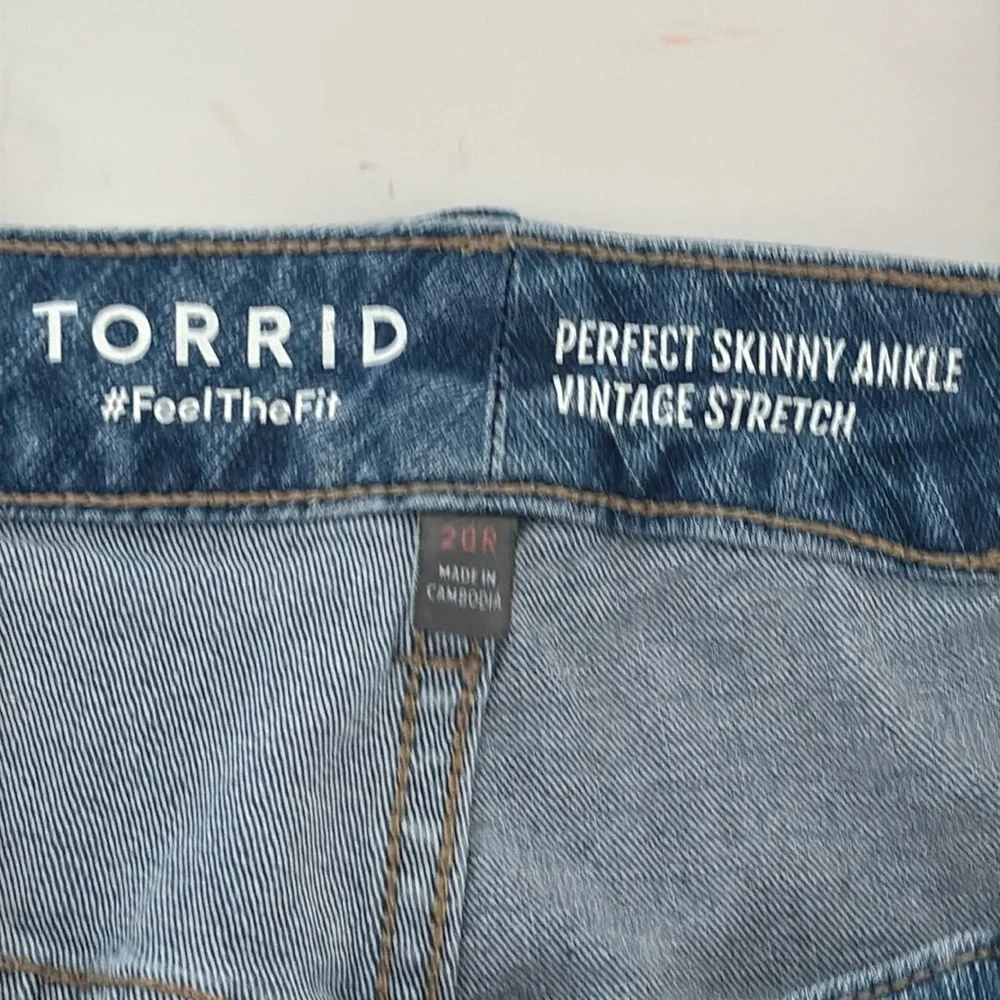 TORRID
#FeelTheFit
PERFECT SKINNY ANKLE
VINTAGE STRETCH
20R
MADE IN
CAMBODIA